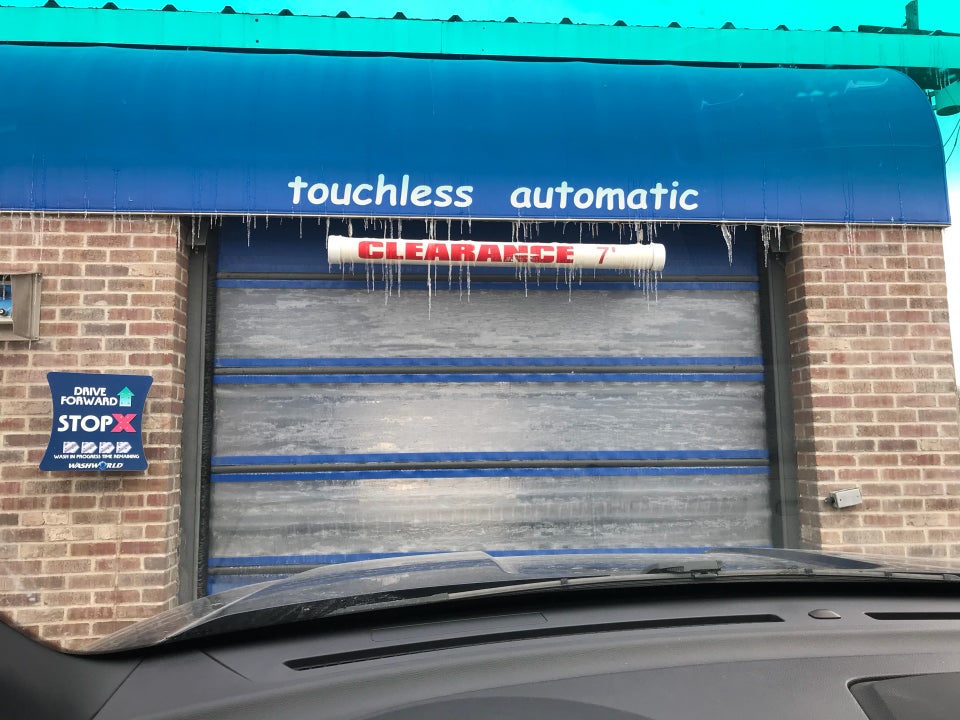 touchless automatic
CLEARANCE 7'
DRIVE
FORWARD
STOP X
WASH IN PROGRESS TIME REMAINING
WASHWORLD